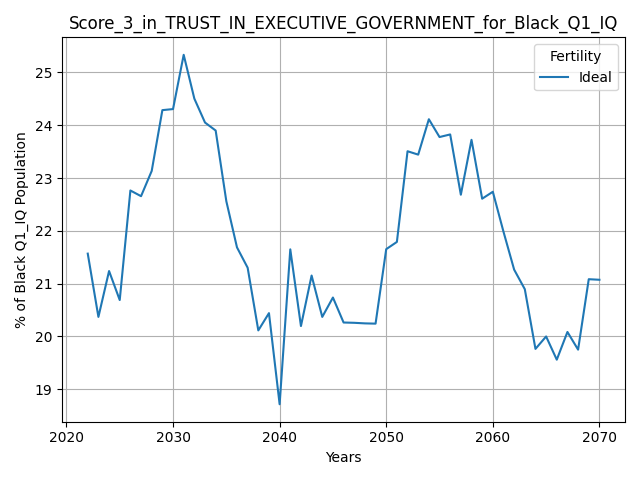 Score_3_in_TRUST_IN_EXECUTIVE_GOVERNMENT_for_Black_Q1_IQ
Fertility
Ideal
% of Black Q1_IQ Population
25
24
23
22
21
20
19
2020 2030 2040 2050 2060 2070
Years